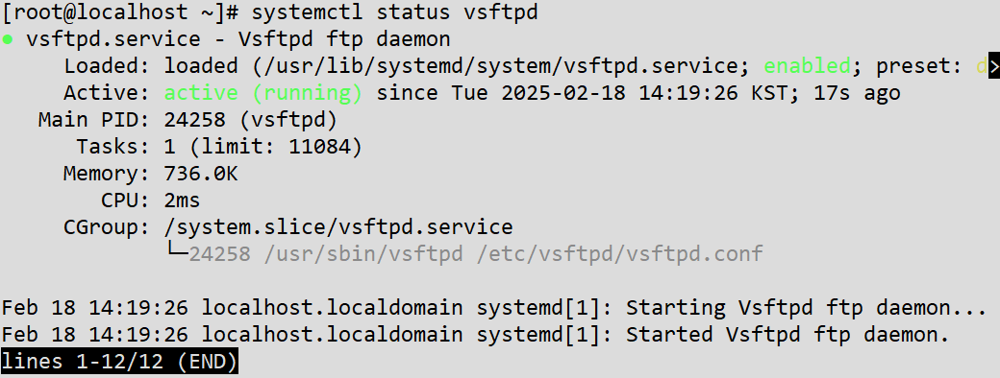 [root@localhost ~]# systemctl status vsftpd
● vsftpd.service - Vsftpd ftp daemon
     Loaded: loaded (/usr/lib/systemd/system/vsftpd.service; enabled; preset: d>
     Active: active (running) since Tue 2025-02-18 14:19:26 KST; 17s ago
   Main PID: 24258 (vsftpd)
      Tasks: 1 (limit: 11084)
     Memory: 736.0K
        CPU: 2ms
     CGroup: /system.slice/vsftpd.service
             └─24258 /usr/sbin/vsftpd /etc/vsftpd/vsftpd.conf

Feb 18 14:19:26 localhost.localdomain systemd[1]: Starting Vsftpd ftp daemon...
Feb 18 14:19:26 localhost.localdomain systemd[1]: Started Vsftpd ftp daemon.
lines 1-12/12 (END)